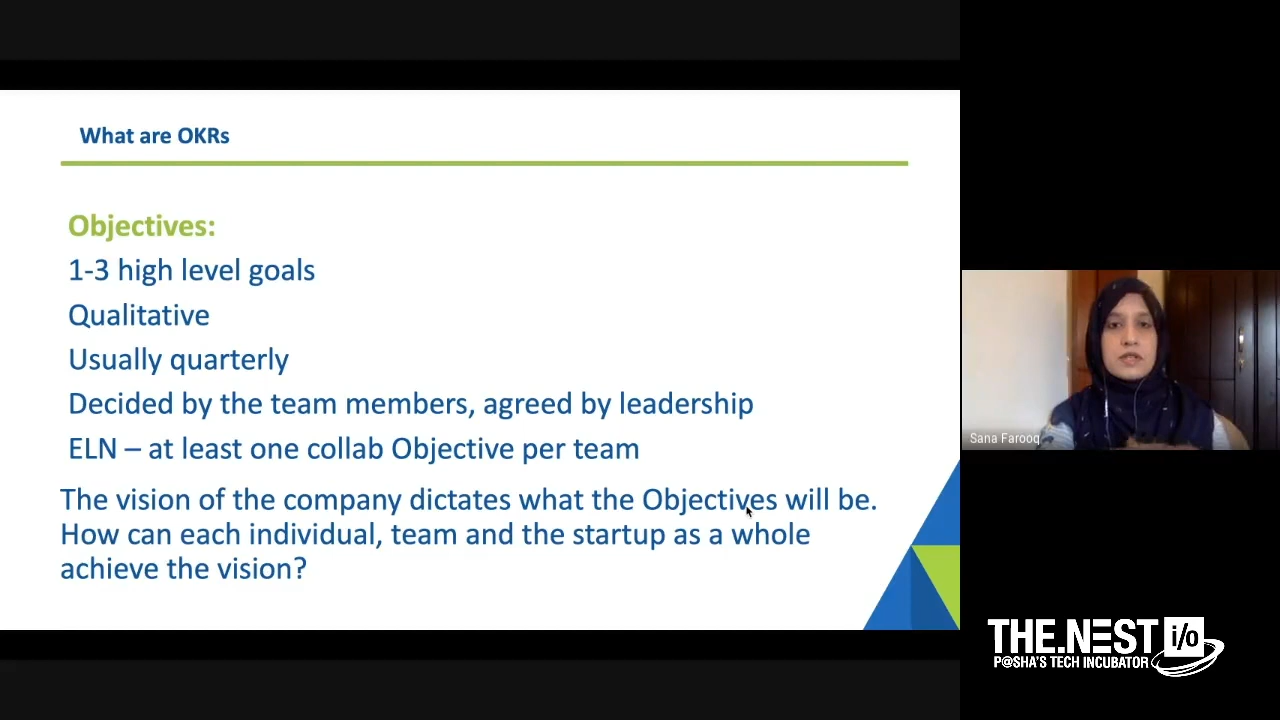 What are OKRs
Objectives:
1-3 high level goals
Qualitative
Usually quarterly
Decided by the team members, agreed by leadership
ELN – at least one collab Objective per team
The vision of the company dictates what the Objectives will be.
How can each individual, team and the startup as a whole
achieve the vision?
Sana Farooq
THE.NEST i/o
P@SHA'S TECH INCUBATOR